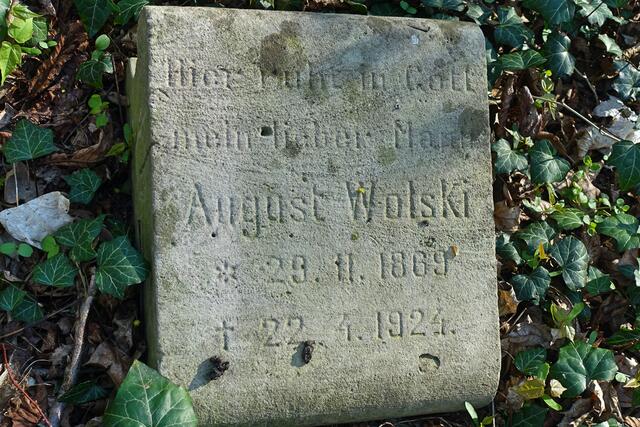 Hier ruht in Gott
mein lieber Mann
August Wolski
* 29. 11. 1869
† 22. 4. 1924.